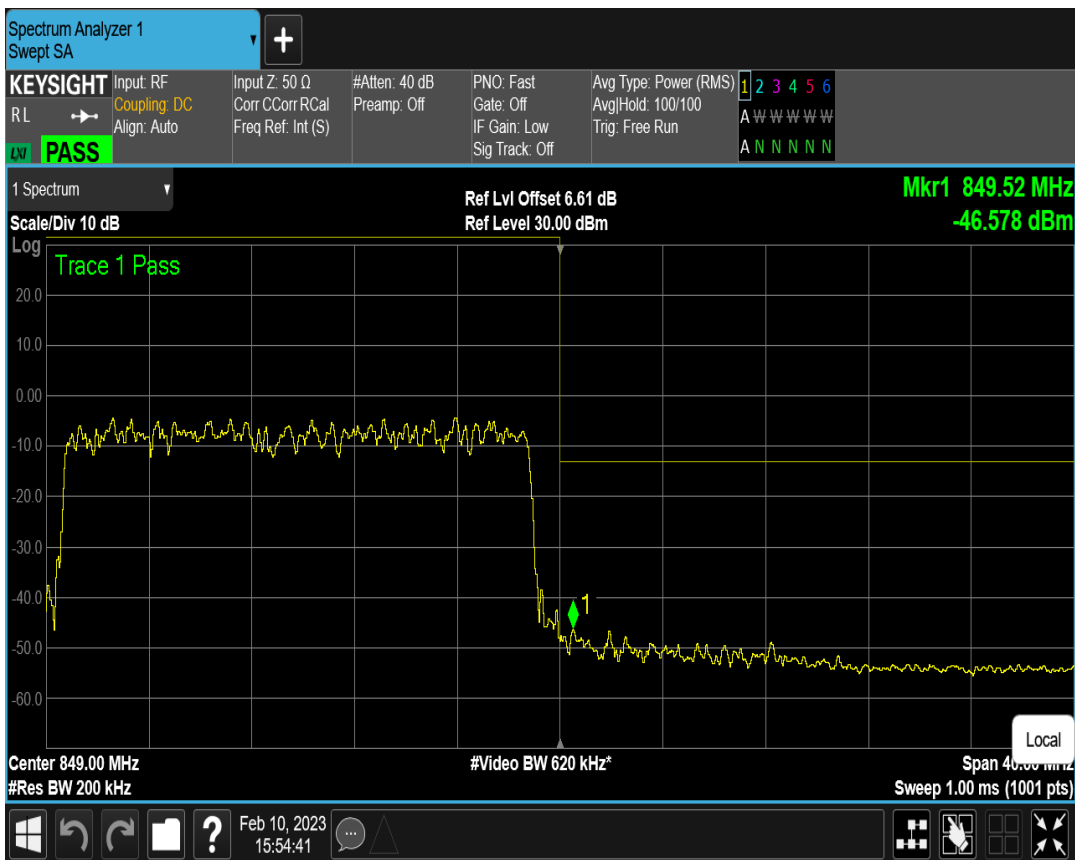 Spectrum Analyzer 1
Swept SA
+
KEYSIGHT
R L
LXI
PASS
Input: RF
Coupling: DC
Align: Auto
Input Z: 50 Ω
Corr CCorr RCal
Freq Ref: Int (S)
#Atten: 40 dB
Preamp: Off
PNO: Fast
Gate: Off
IF Gain: Low
Sig Track: Off
Avg Type: Power (RMS)
Avg|Hold: 100/100
Trig: Free Run
1 2 3 4 5 6
A W W W W W
A N N N N N
1 Spectrum
Scale/Div 10 dB
Ref Lvl Offset 6.61 dB
Ref Level 30.00 dBm
Mkr1 849.52 MHz
-46.578 dBm
Log
Trace 1 Pass
20.0
10.0
0.00
-10.0
-20.0
-30.0
-40.0
1
-50.0
-60.0
Local
Center 849.00 MHz
#Res BW 200 kHz
#Video BW 620 kHz*
Span 40.00 MHz
Sweep 1.00 ms (1001 pts)
?
Feb 10, 2023
15:54:41